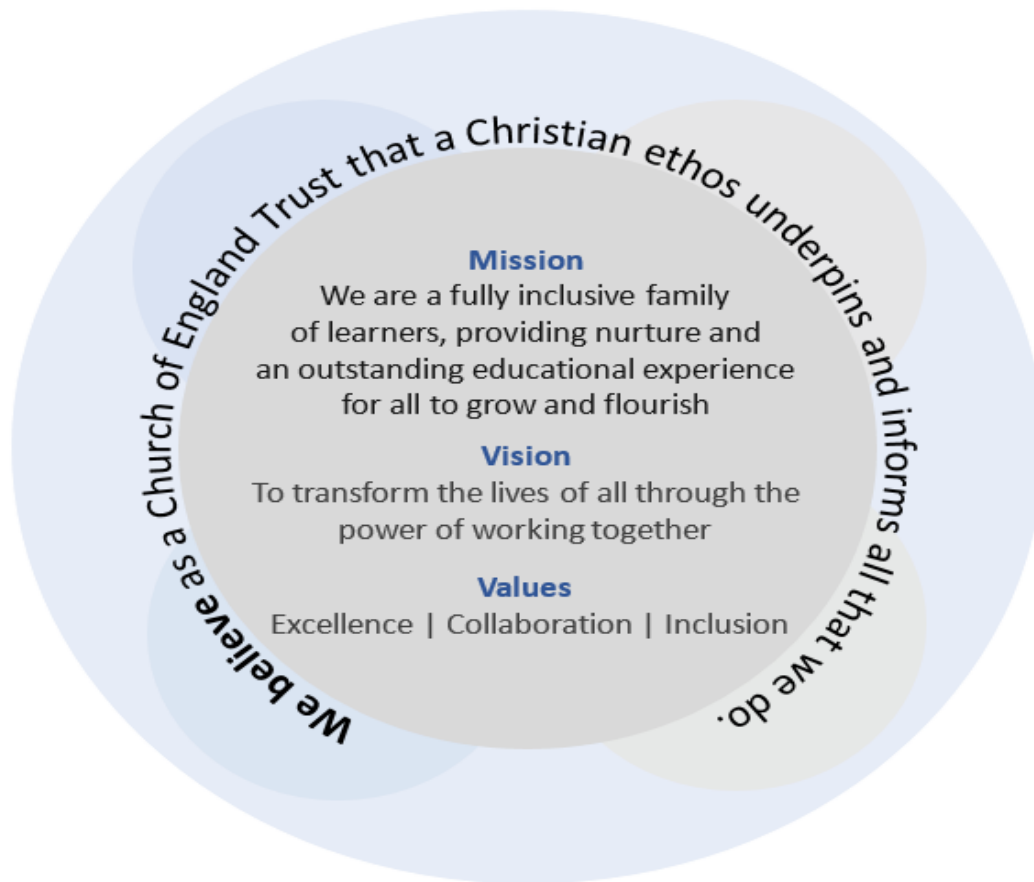 We believe as a Church of England Trust that a Christian ethos underpins and informs all that we do.
Mission
We are a fully inclusive family
of learners, providing nurture and
an outstanding educational experience
for all to grow and flourish
Vision
To transform the lives of all through the
power of working together
Values
Excellence | Collaboration | Inclusion